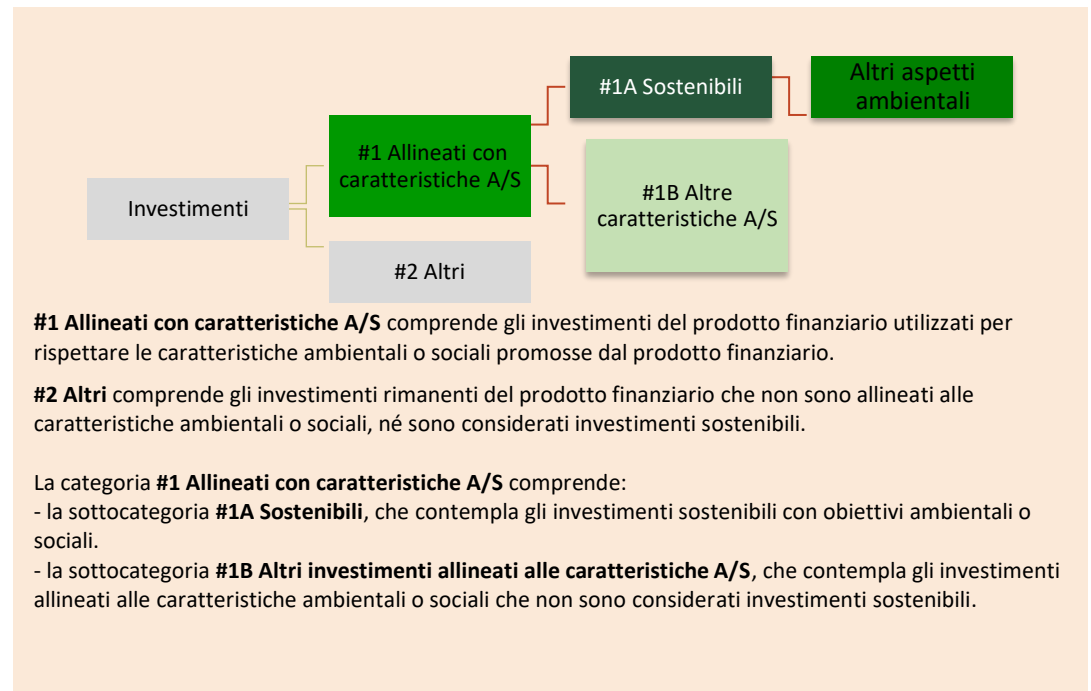 #1A Sostenibili
Altri aspetti
ambientali
#1 Allineati con
caratteristiche A/S
#1B Altre
caratteristiche A/S
Investimenti
#2 Altri
#1 Allineati con caratteristiche A/S comprende gli investimenti del prodotto finanziario utilizzati per
rispettare le caratteristiche ambientali o sociali promosse dal prodotto finanziario.
#2 Altri comprende gli investimenti rimanenti del prodotto finanziario che non sono allineati alle
caratteristiche ambientali o sociali, né sono considerati investimenti sostenibili.
La categoria #1 Allineati con caratteristiche A/S comprende:
- la sottocategoria #1A Sostenibili, che contempla gli investimenti sostenibili con obiettivi ambientali o
sociali.
- la sottocategoria #1B Altri investimenti allineati alle caratteristiche A/S, che contempla gli investimenti
allineati alle caratteristiche ambientali o sociali che non sono considerati investimenti sostenibili.